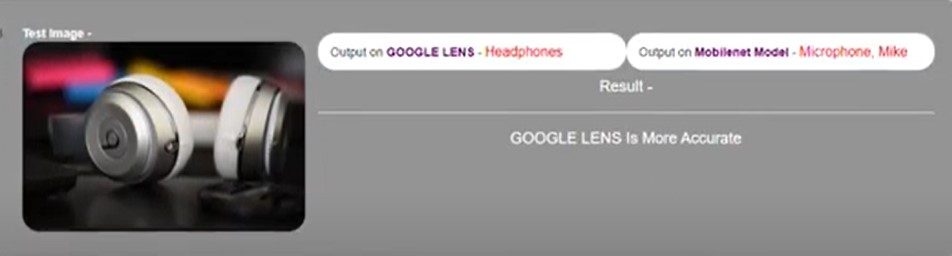 Test Image -
Output on GOOGLE LENS - Headphones
Output on Mobilenet Model - Microphone, Mike
Result -
GOOGLE LENS Is More Accurate